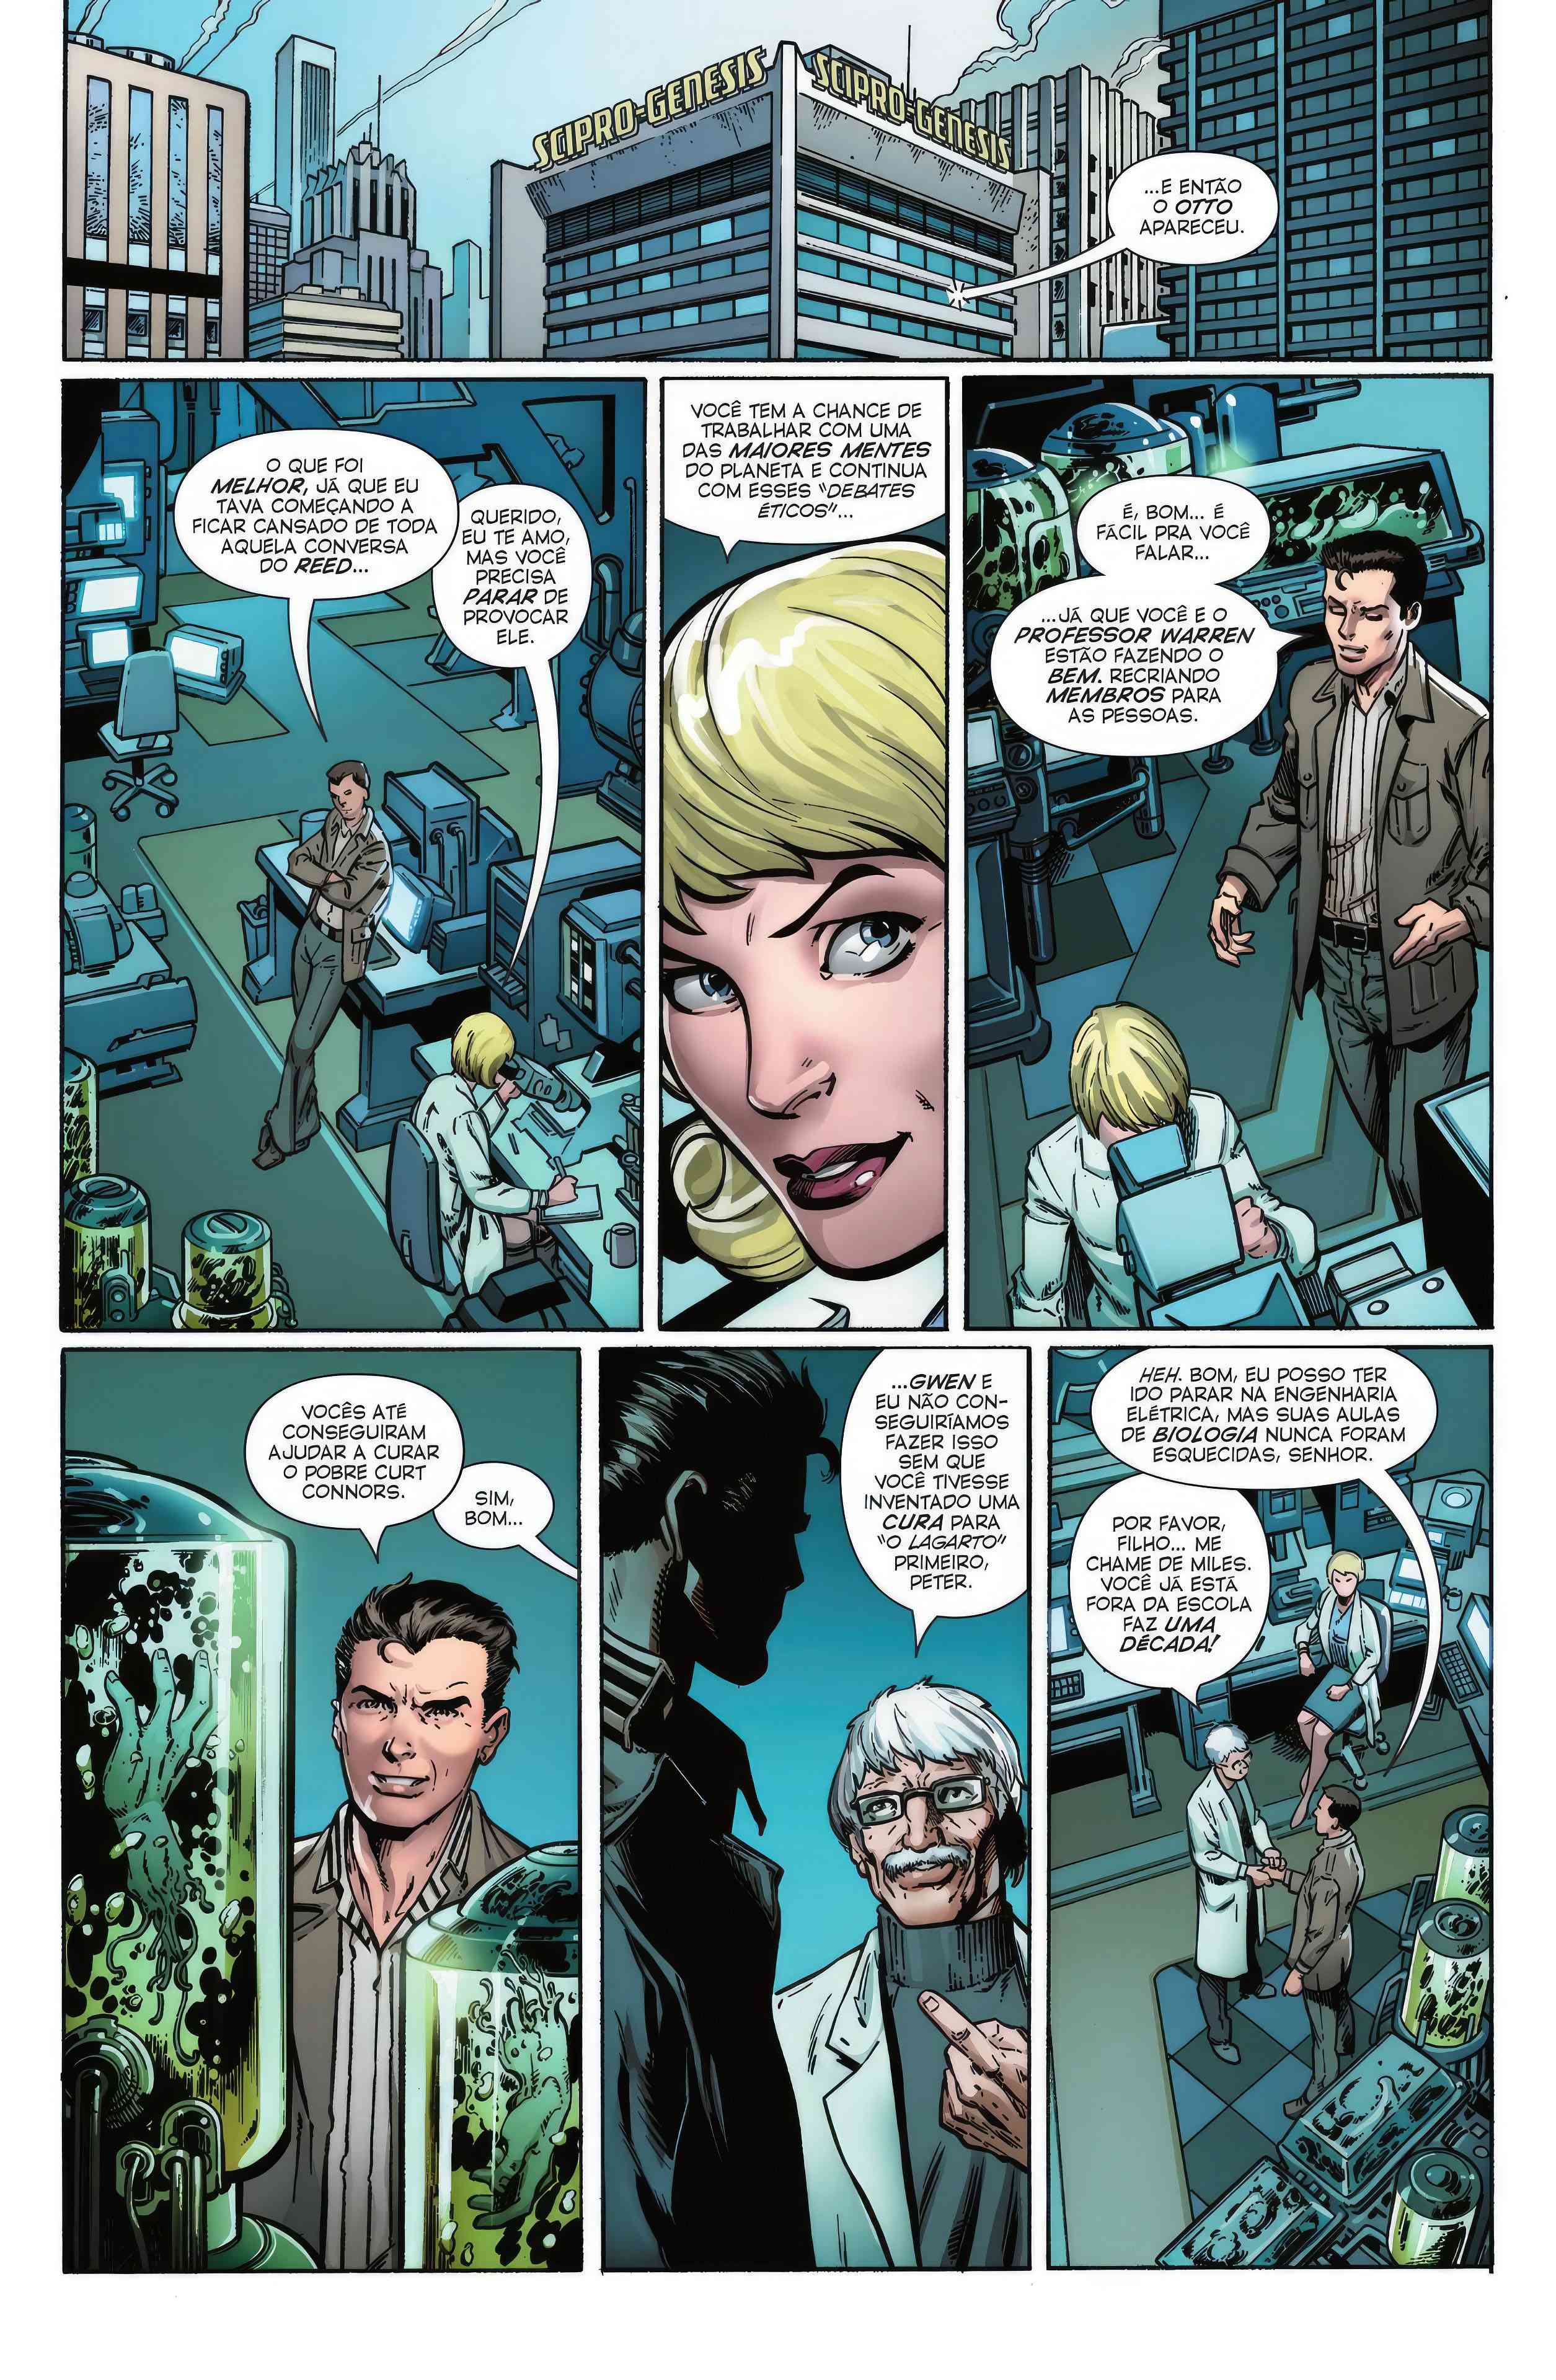 SCIPRO-GENESIS
SCIPRO-GENESIS
...E ENTÃO
O OTTO
APARECEU.
O QUE FOI
MELHOR, JÁ QUE EU
TAVA COMEÇANDO A
FICAR CANSADO DE TODA
AQUELA CONVERSA
DO REED...
QUERIDO,
EU TE AMO,
MAS VOCÊ
PRECISA
PARAR DE
PROVOCAR
ELE.
VOCÊ TEM A CHANCE DE
TRABALHAR COM UMA
DAS MAIORES MENTES
DO PLANETA E CONTINUA
COM ESSES "DEBATES
ÉTICOS"...
É, BOM... É
FÁCIL PRA VOCÊ
FALAR...
...JÁ QUE VOCÊ E O
PROFESSOR WARREN
ESTÃO FAZENDO O
BEM. RECRIANDO
MEMBROS PARA
AS PESSOAS.
VOCÊS ATÉ
CONSEGUIRAM
AJUDAR A CURAR
O POBRE CURT
CONNORS.
SIM,
BOM...
...GWEN E
EU NÃO CON-
SEGUIRÍAMOS
FAZER ISSO
SEM QUE
VOCÊ TIVESSE
INVENTADO UMA
CURA PARA
"O LAGARTO"
PRIMEIRO,
PETER.
HEH. BOM, EU POSSO TER
IDO PARAR NA ENGENHARIA
ELÉTRICA, MAS SUAS AULAS
DE BIOLOGIA NUNCA FORAM
ESQUECIDAS, SENHOR.
POR FAVOR,
FILHO... ME
CHAME DE MILES.
VOCÊ JÁ ESTÁ
FORA DA ESCOLA
FAZ UMA
DÉCADA!